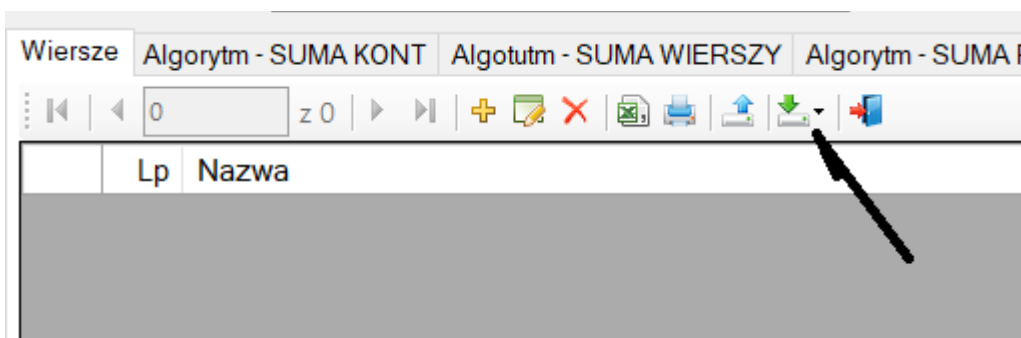 Wiersze Algorytm - SUMA KONT Algotutm - SUMA WIERSZY Algorytm - SUMA
0 z 0
Lp Nazwa